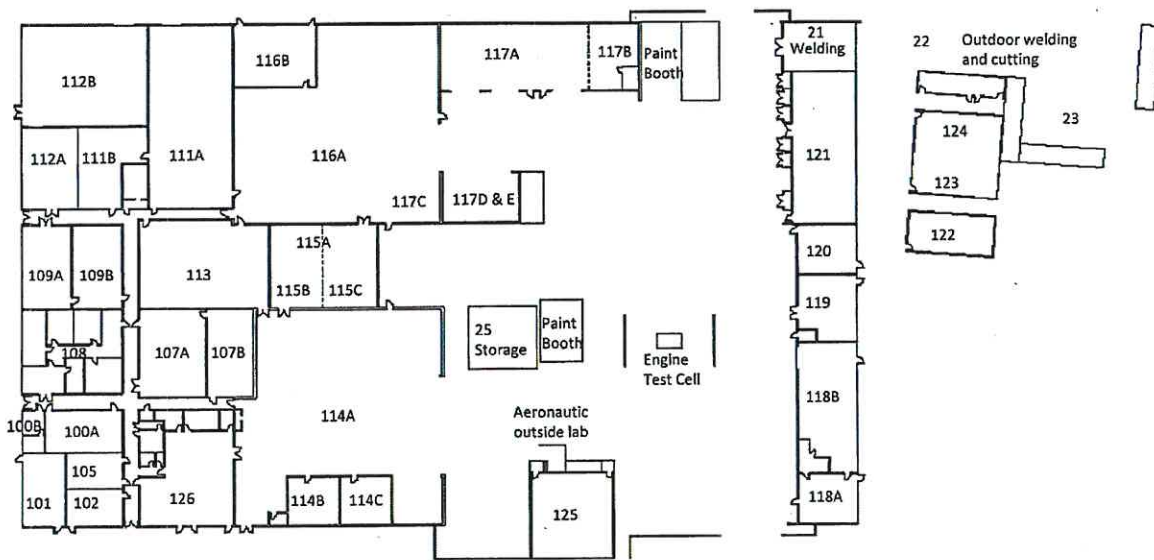 112B
116B
117A
117B
Paint
Booth
21
Welding
22
Outdoor welding
and cutting
112A
111B
111A
116A
117C
117D & E
121
124
23
123
122
109A
109B
113
115A
115B
115C
120
119
108
107A
107B
25
Storage
Paint
Booth
Engine
Test Cell
118B
100B
100A
114A
Aeronautic
outside lab
105
101
102
126
114B
114C
125
118A